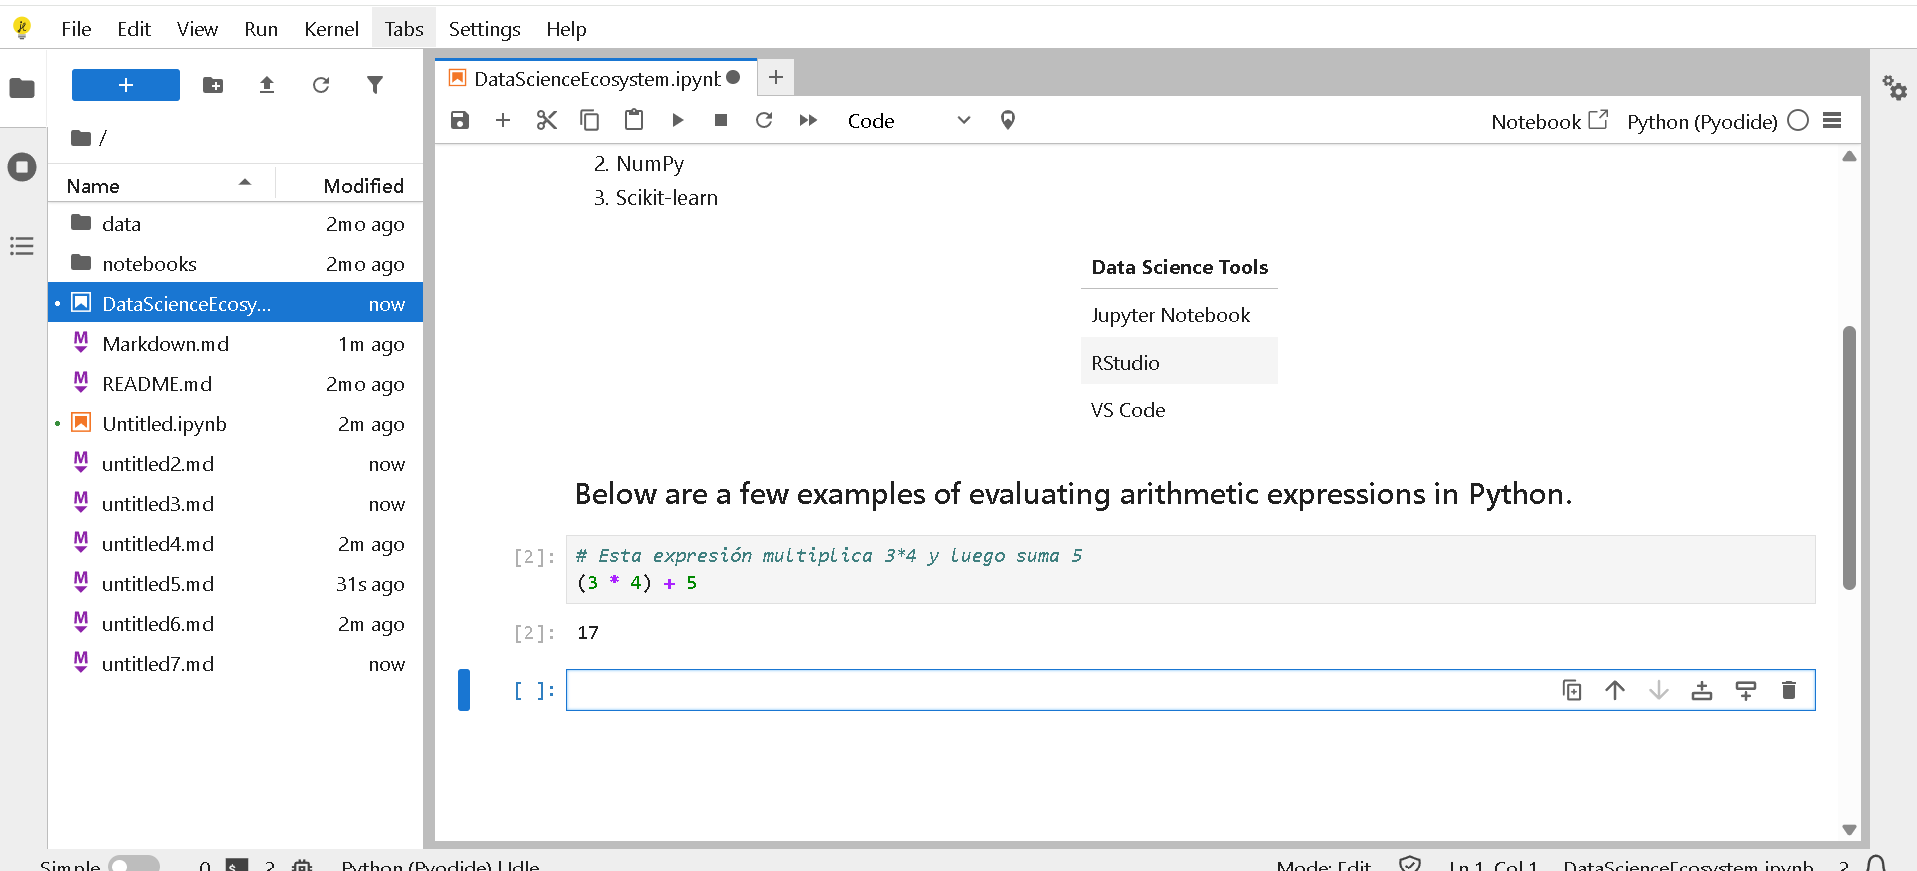 File Edit View Run Kernel Tabs Settings Help
+
/
Name Modified
data 2mo ago
notebooks 2mo ago
DataScienceEcosy... now
Markdown.md 1m ago
README.md 2mo ago
Untitled.ipynb 2m ago
untitled2.md now
untitled3.md now
untitled4.md 2m ago
untitled5.md 31s ago
untitled6.md 2m ago
untitled7.md now
DataScienceEcosystem.ipynb
Code
Notebook Python (Pyodide)
2. NumPy
3. Scikit-learn
Data Science Tools
Jupyter Notebook
RStudio
VS Code
Below are a few examples of evaluating arithmetic expressions in Python.
[2]: # Esta expresión multiplica 3*4 y luego suma 5
(3 * 4) + 5
[2]: 17
[ ]:
Simple 0 2 Python (Pyodide) | Idle Mode: Edit Ln 1, Col 1 DataScienceEcosystem.ipynb 2